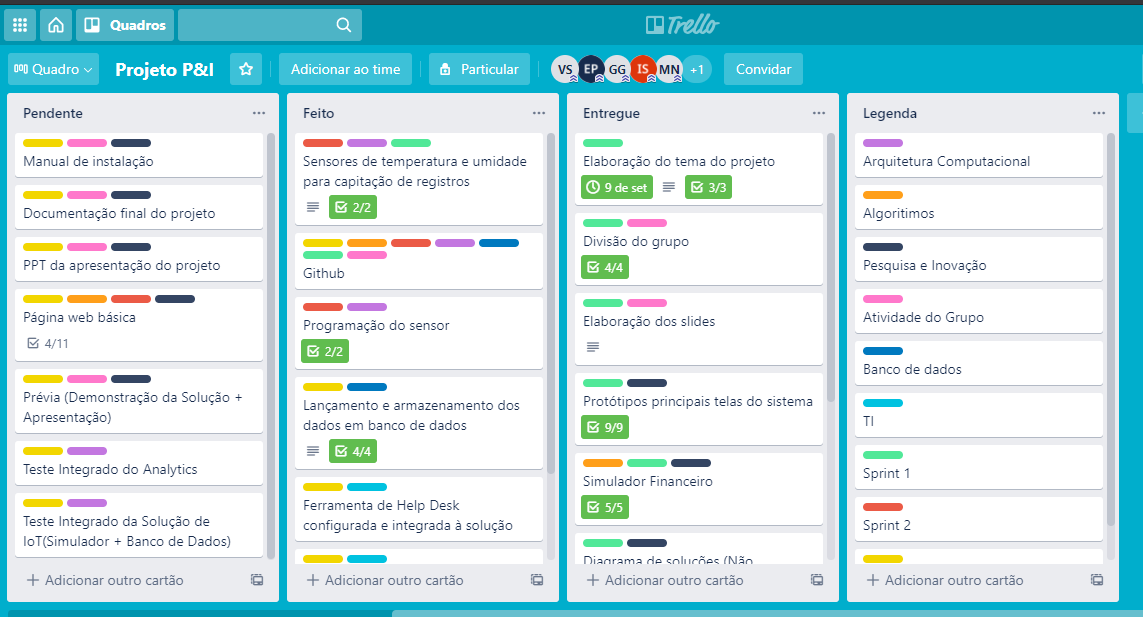 Quadros
Trello
Quadro
Projeto P&I
Adicionar ao time
Particular
VS
EP
GG
IS
MN
+1
Convidar
Pendente
Manual de instalação
Documentação final do projeto
PPT da apresentação do projeto
Página web básica
4/11
Prévia (Demonstração da Solução +
Apresentação)
Teste Integrado do Analytics
Teste Integrado da Solução de
IoT(Simulador + Banco de Dados)
+ Adicionar outro cartão
Feito
Sensores de temperatura e umidade
para capitação de registros
2/2
Github
Programação do sensor
2/2
Lançamento e armazenamento dos
dados em banco de dados
4/4
Ferramenta de Help Desk
configurada e integrada à solução
+ Adicionar outro cartão
Entregue
Elaboração do tema do projeto
9 de set
3/3
Divisão do grupo
4/4
Elaboração dos slides
Protótipos principais telas do sistema
9/9
Simulador Financeiro
5/5
Diagrama de soluções (Não
+ Adicionar outro cartão
Legenda
Arquitetura Computacional
Algoritimos
Pesquisa e Inovação
Atividade do Grupo
Banco de dados
TI
Sprint 1
Sprint 2
+ Adicionar outro cartão